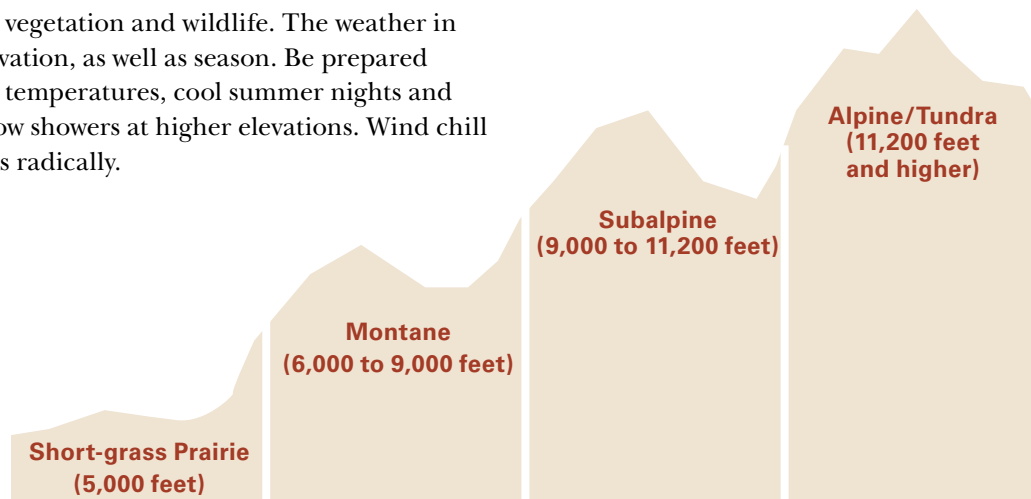 vegetation and wildlife. The weather in
as well as season. Be prepared
temperatures, cool summer nights and
showers at higher elevations. Wind chill
radically.
Alpine/Tundra
(11,200 feet
and higher)
Subalpine
(9,000 to 11,200 feet)
Montane
(6,000 to 9,000 feet)
Short-grass Prairie
(5,000 feet)